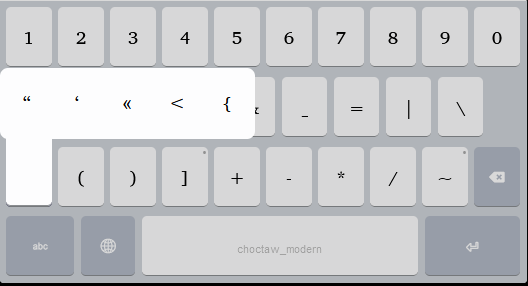 1 2 3 4 5 6 7 8 9 0
“ ‘ « < { & _ = | \
( ) ] + - * / ~
abc choctaw_modern